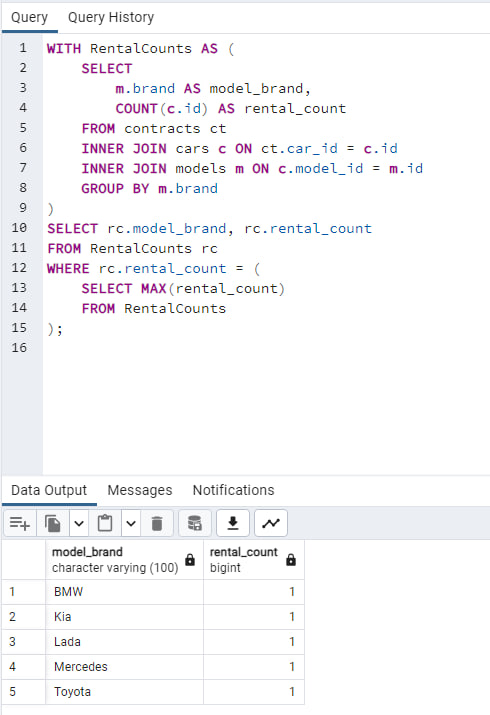 Query Query History
1 WITH RentalCounts AS (
2     SELECT
3         m.brand AS model_brand,
4         COUNT(c.id) AS rental_count
5     FROM contracts ct
6     INNER JOIN cars c ON ct.car_id = c.id
7     INNER JOIN models m ON c.model_id = m.id
8     GROUP BY m.brand
9 )
10 SELECT rc.model_brand, rc.rental_count
11 FROM RentalCounts rc
12 WHERE rc.rental_count = (
13     SELECT MAX(rental_count)
14     FROM RentalCounts
15 );
16
Data Output Messages Notifications
model_brand rental_count
character varying (100) bigint
1 BMW 1
2 Kia 1
3 Lada 1
4 Mercedes 1
5 Toyota 1